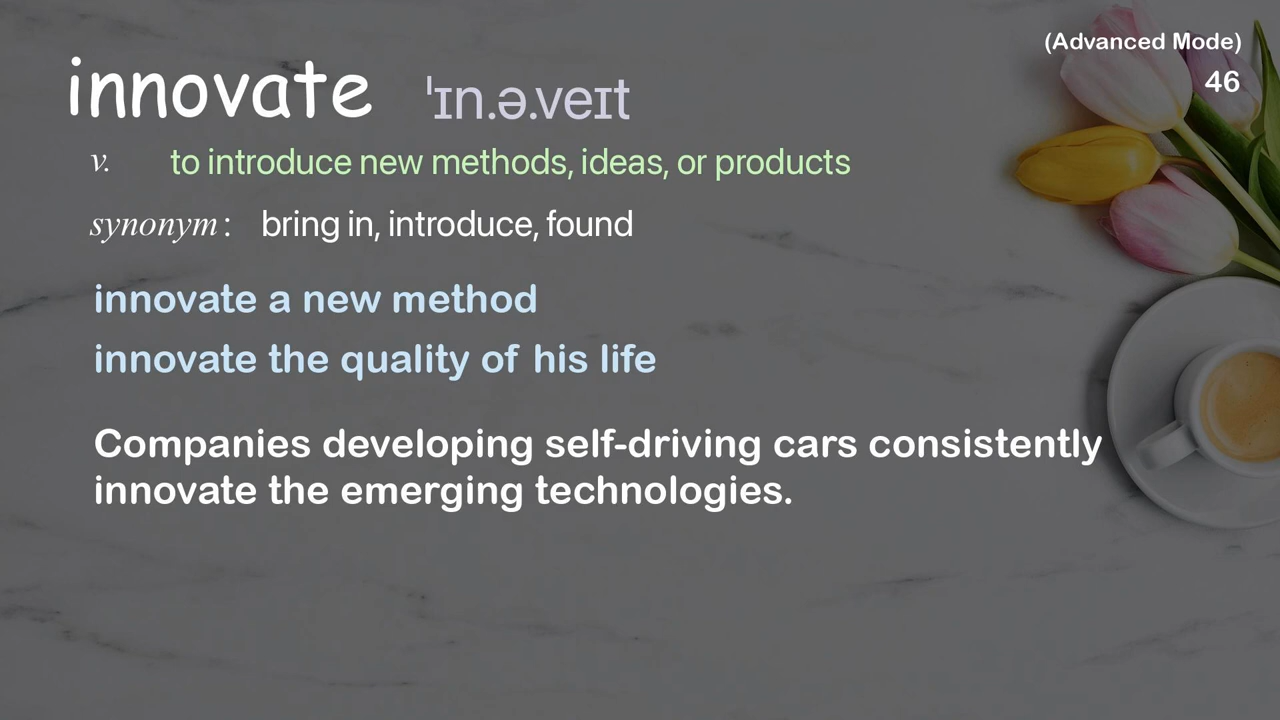 (Advanced Mode)
46
innovate ˈɪn.ə.veɪt
v. to introduce new methods, ideas, or products
synonym: bring in, introduce, found
innovate a new method
innovate the quality of his life
Companies developing self-driving cars consistently
innovate the emerging technologies.